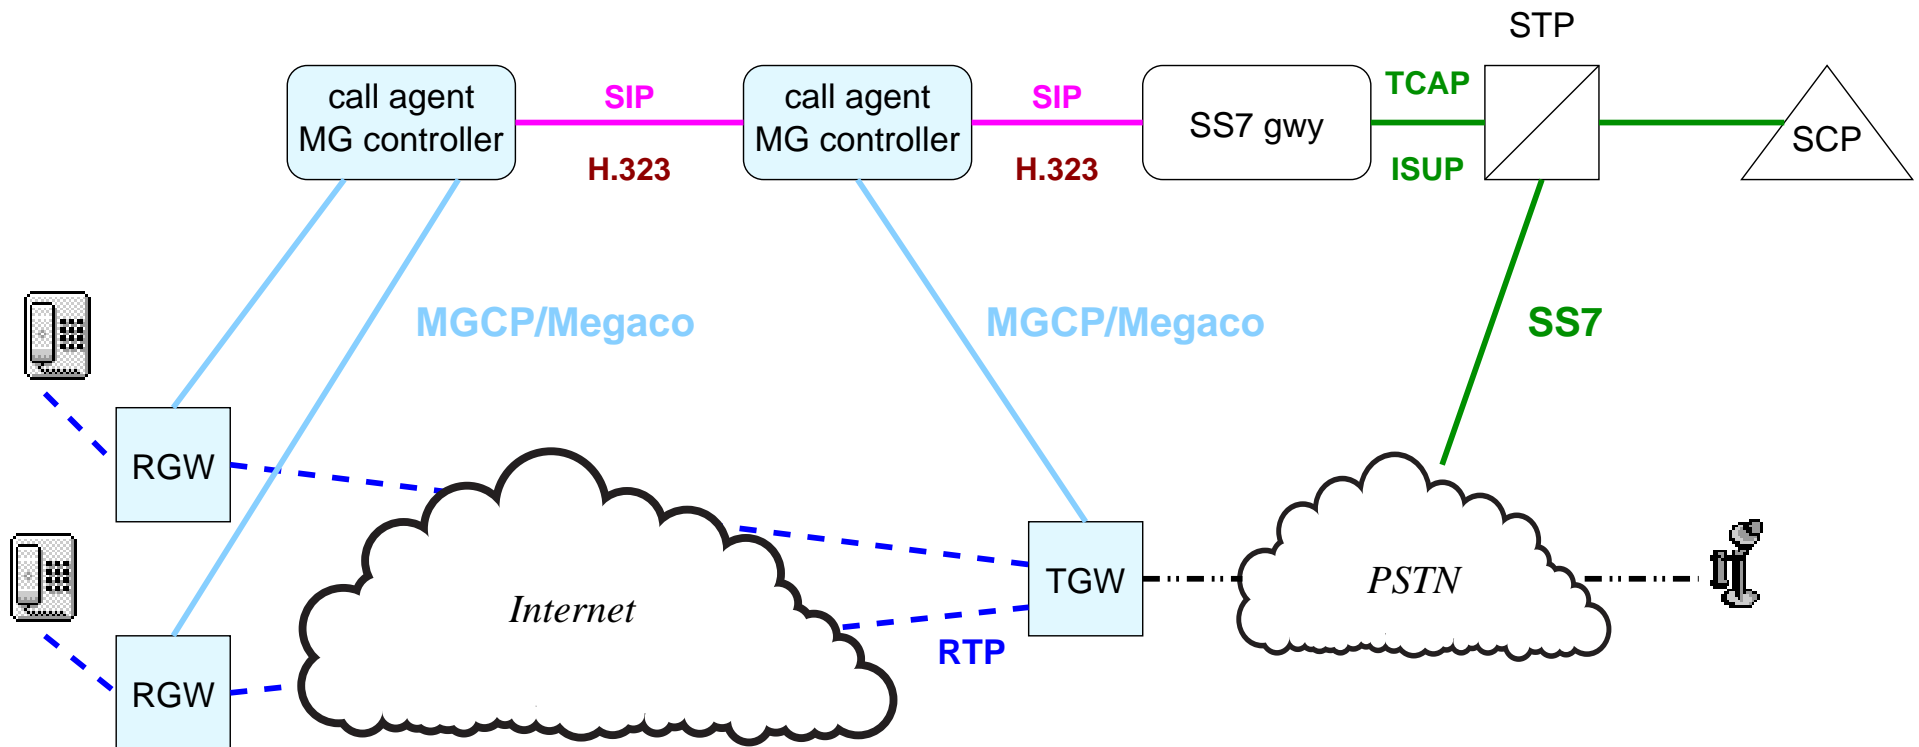 STP
call agent
MG controller
SIP
H.323
call agent
MG controller
SIP
H.323
SS7 gwy
TCAP
ISUP
SCP
MGCP/Megaco
MGCP/Megaco
SS7
RGW
Internet
TGW
PSTN
RTP
RGW